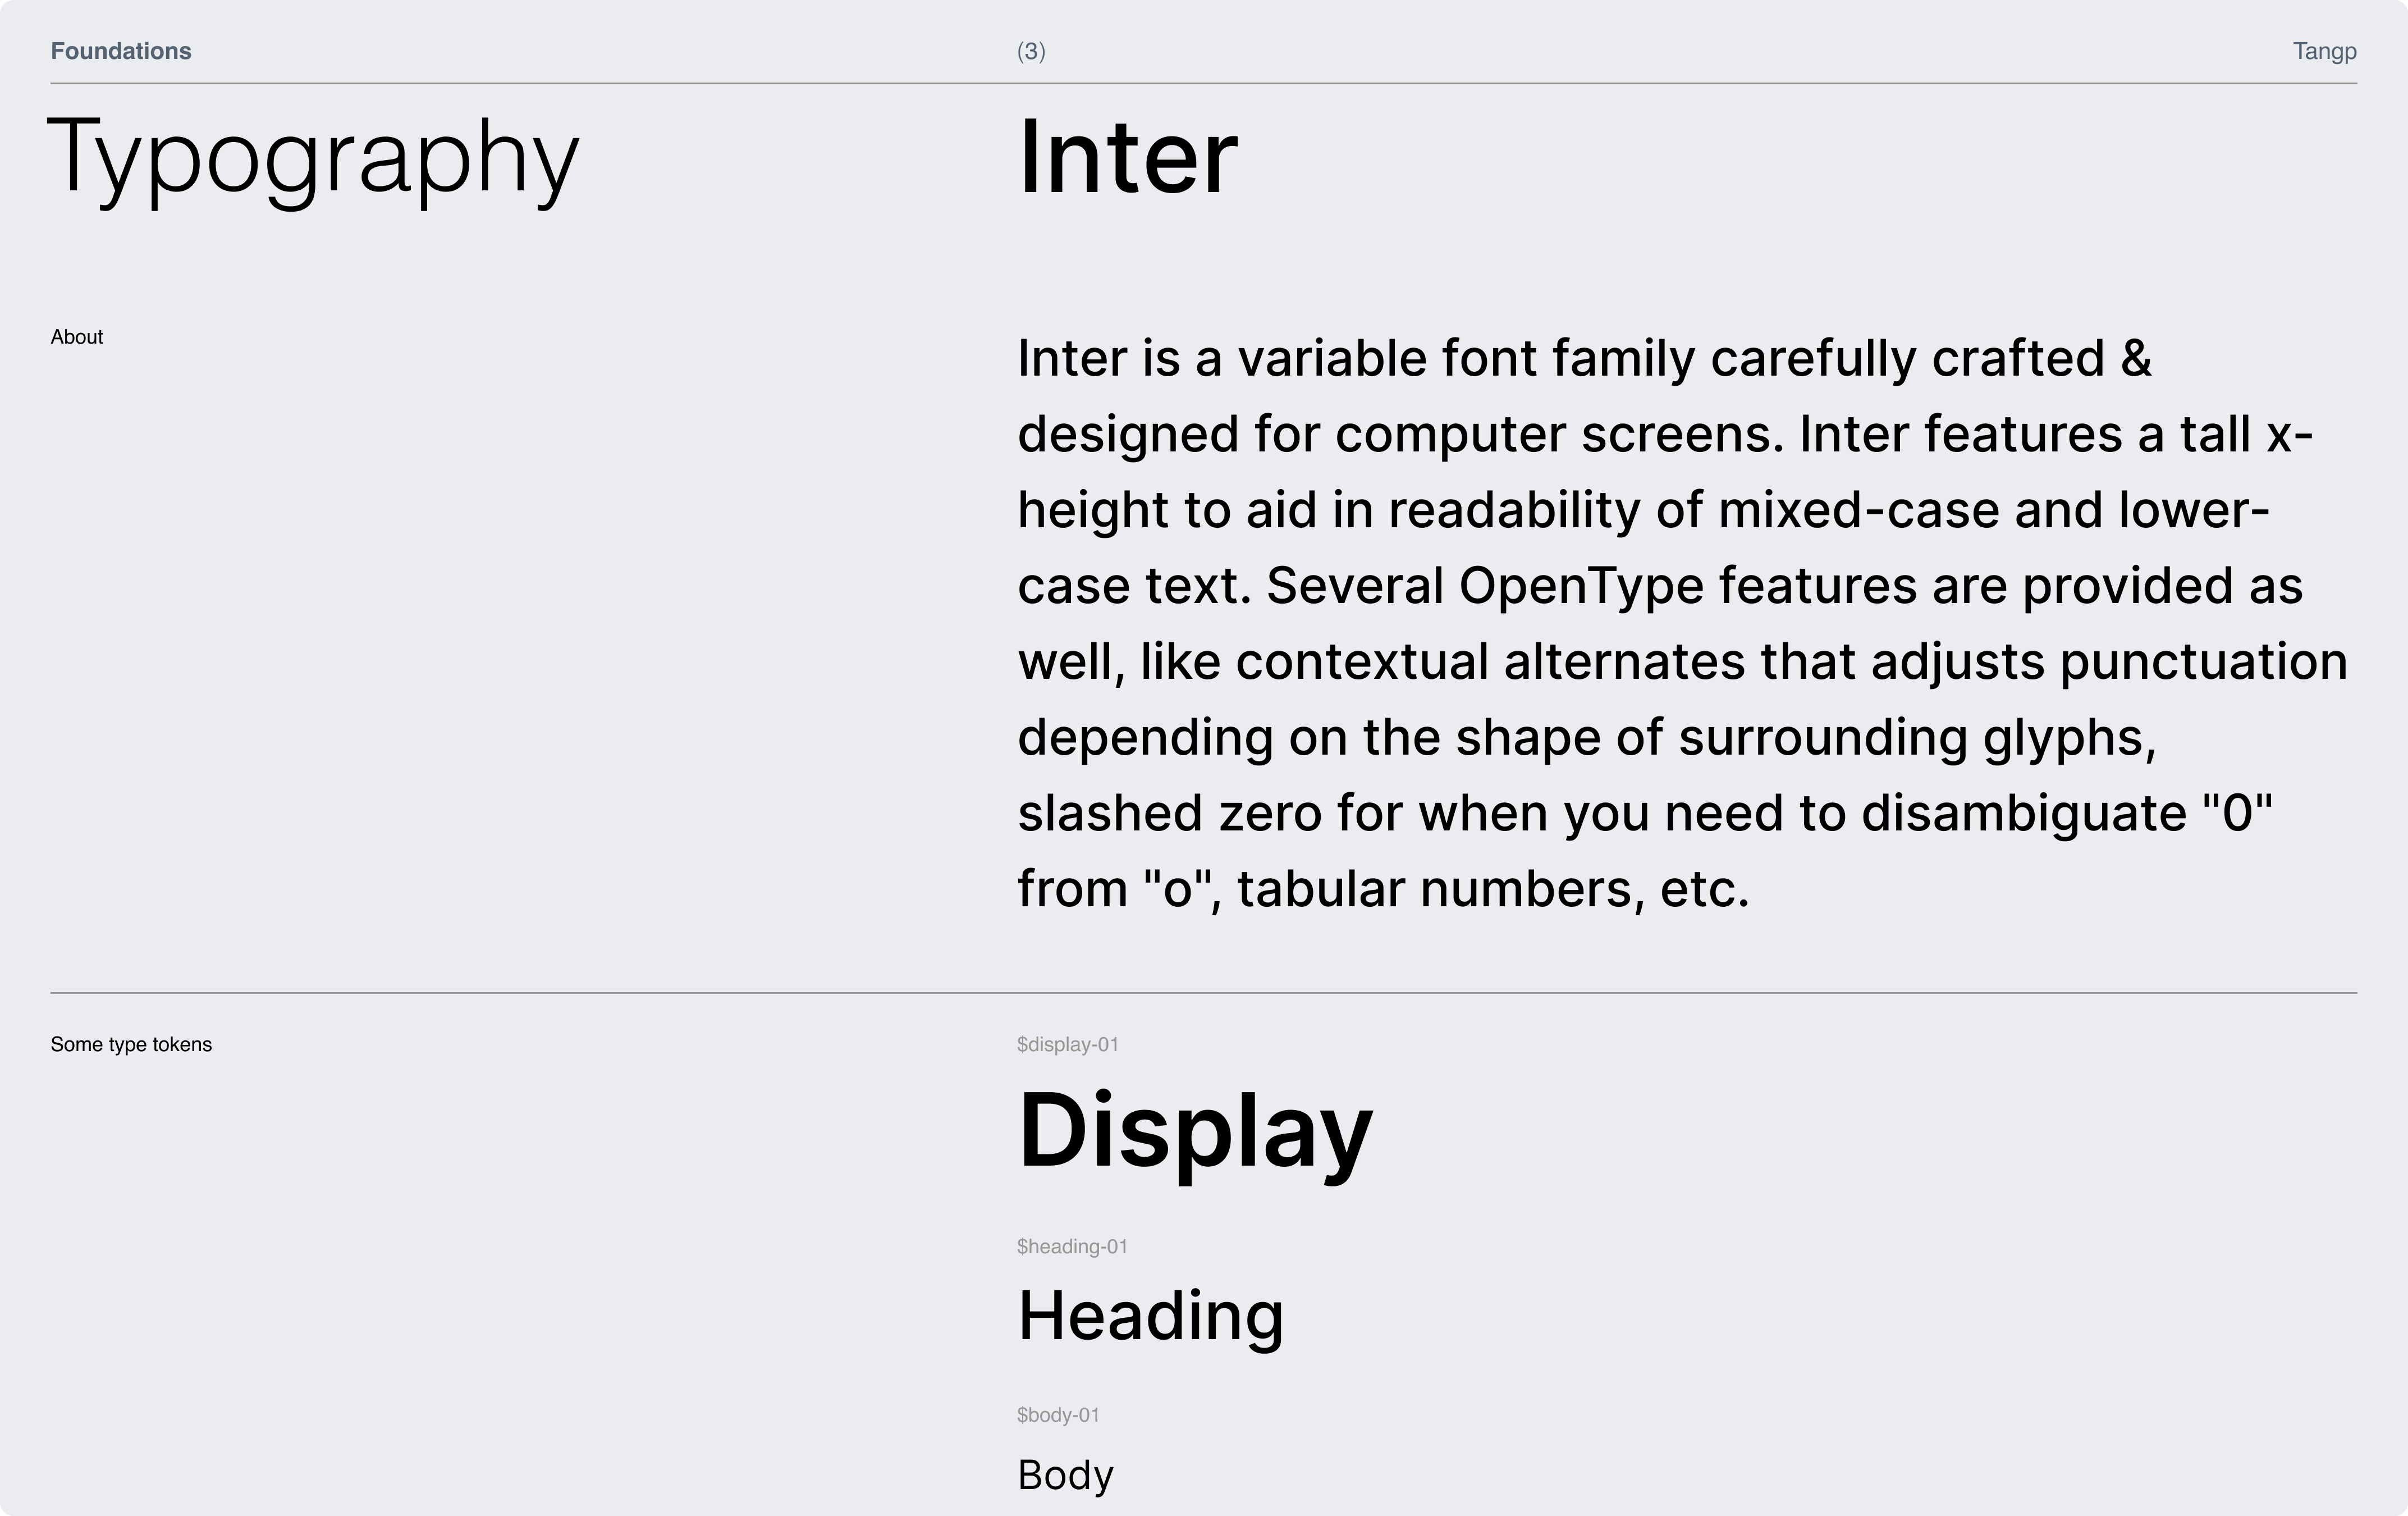 Foundations
(3)
Tangp
Typography
Inter
About
Inter is a variable font family carefully crafted &
designed for computer screens. Inter features a tall x-
height to aid in readability of mixed-case and lower-
case text. Several OpenType features are provided as
well, like contextual alternates that adjusts punctuation
depending on the shape of surrounding glyphs,
slashed zero for when you need to disambiguate "0"
from "o", tabular numbers, etc.
Some type tokens
$display-01
Display
$heading-01
Heading
$body-01
Body